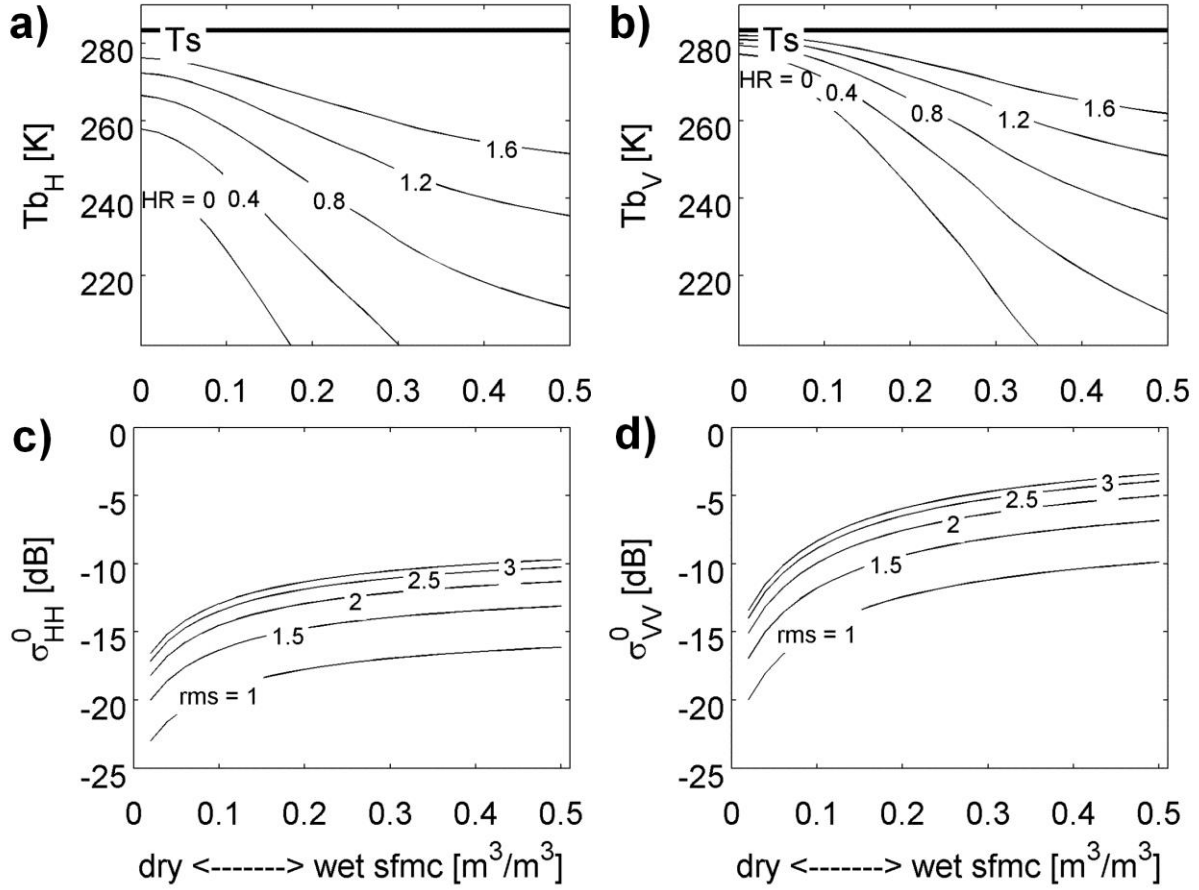 a)
Ts
280
260
240
220
Tb_H [K]
1.6
1.2
0.8
HR = 0
0.4
0 0.1 0.2 0.3 0.4 0.5
b)
Ts
280
260
240
220
Tb_V [K]
HR = 0
0.4
0.8
1.2
1.6
0 0.1 0.2 0.3 0.4 0.5
c)
0
-5
-10
-15
-20
-25
σ⁰_HH [dB]
3
2.5
2
1.5
rms = 1
0 0.1 0.2 0.3 0.4 0.5
dry <-------> wet sfmc [m³/m³]
d)
0
-5
-10
-15
-20
-25
σ⁰_VV [dB]
3
2.5
2
1.5
rms = 1
0 0.1 0.2 0.3 0.4 0.5
dry <-------> wet sfmc [m³/m³]